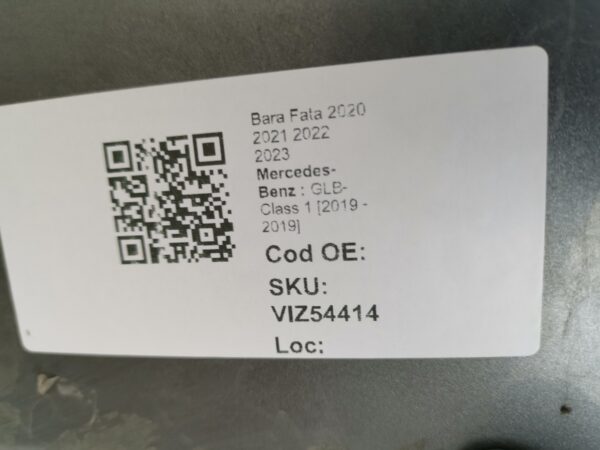 Bara Fata 2020
2021 2022
2023
Mercedes-
Benz : GLB-
Class 1 [2019 -
2019]
Cod OE:
SKU:
VIZ54414
Loc: